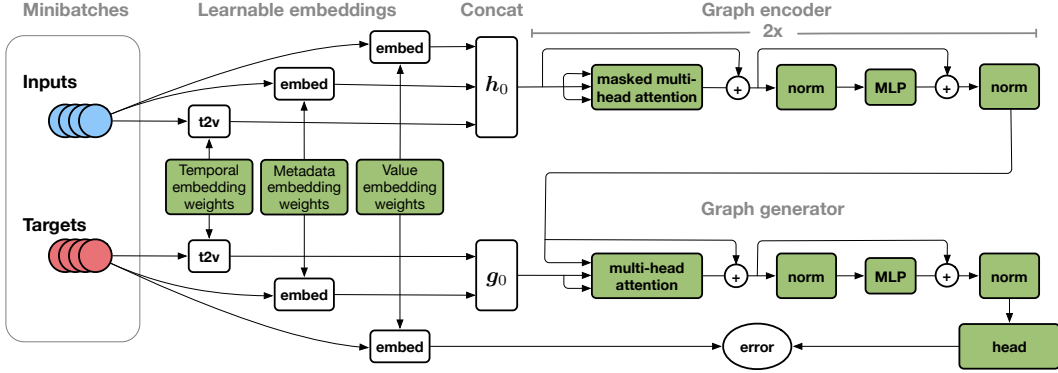 Minibatches
Learnable embeddings
Concat
Graph encoder
2x
Inputs
embed
embed
t2v
h₀
masked multi-
head attention
+
norm
MLP
+
norm
Temporal
embedding
weights
Metadata
embedding
weights
Value
embedding
weights
Targets
Graph generator
t2v
embed
embed
g₀
multi-head
attention
+
norm
MLP
+
norm
error
head